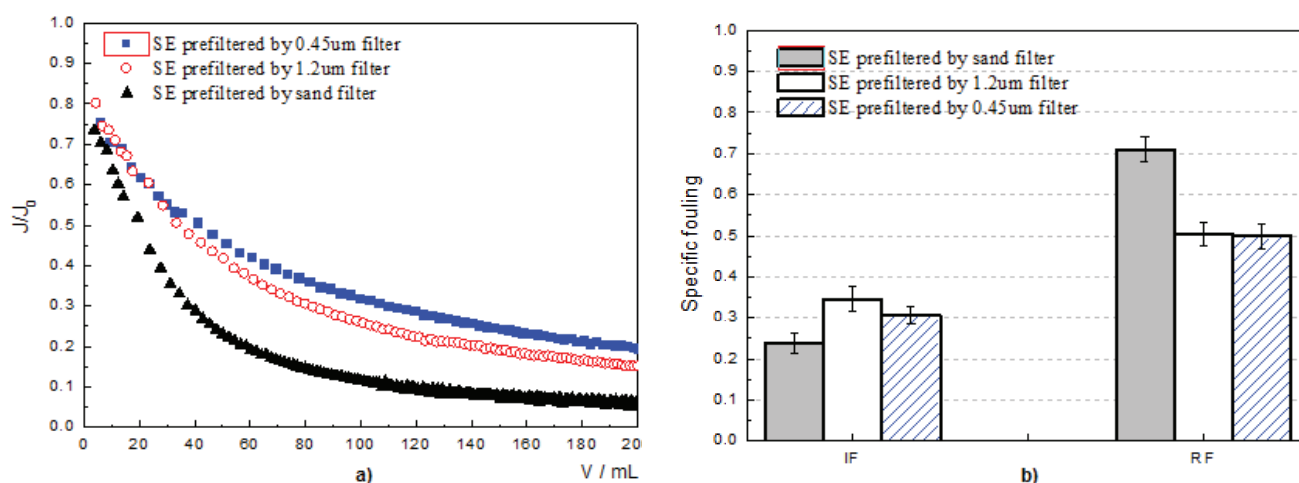 1.0
0.9
0.8
0.7
0.6
0.5
0.4
0.3
0.2
0.1
0.0
J/J0
SE prefiltered by 0.45um filter
SE prefiltered by 1.2um filter
SE prefiltered by sand filter
0 20 40 60 80 100 120 140 160 180 20
a) V / mL
1.0
0.9
0.8
0.7
0.6
0.5
0.4
0.3
0.2
0.1
0.0
Specific fouling
SE prefiltered by sand filter
SE prefiltered by 1.2um filter
SE prefiltered by 0.45um filter
IF RF
b)